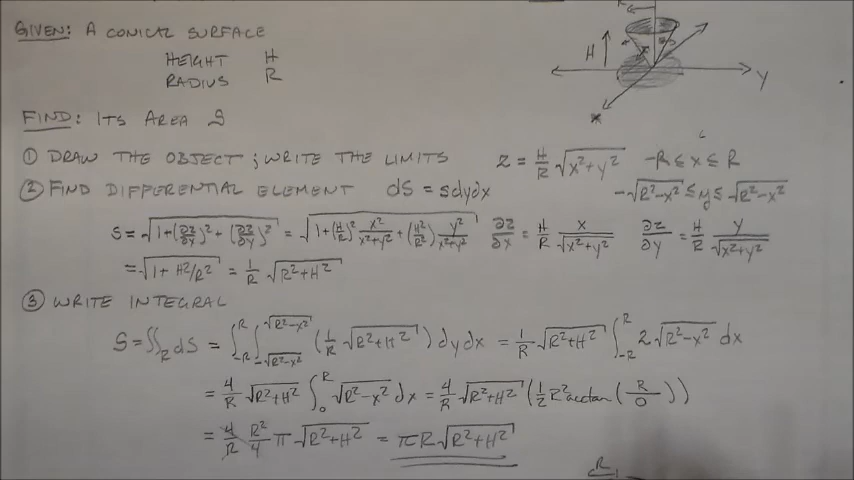 GIVEN: A CONICAL SURFACE
HEIGHT H
RADIUS R
H
Y
X
FIND: ITS AREA S
① DRAW THE OBJECT ; WRITE THE LIMITS z = H/R √(x²+y²) -R ≤ x ≤ R
② FIND DIFFERENTIAL ELEMENT dS = s dy dx -√(R²-x²) ≤ y ≤ √(R²-x²)
s = √(1+(∂z/∂x)²+(∂z/∂y)²) = √(1+(H/R)² x²/(x²+y²) + (H²/R²) y²/(x²+y²)) ∂z/∂x = H/R x/√(x²+y²) ∂z/∂y = H/R y/√(x²+y²)
= √(1+H²/R²) = 1/R √(R²+H²)
③ WRITE INTEGRAL
S = ∬_R dS = ∫_{-R}^{R} ∫_{-√(R²-x²)}^{√(R²-x²)} (1/R √(R²+H²)) dy dx = 1/R √(R²+H²) ∫_{-R}^{R} 2 √(R²-x²) dx
= 4/R √(R²+H²) ∫_0^R √(R²-x²) dx = 4/R √(R²+H²) (1/2 R² arctan(R/0))
= 4/R R²/4 π √(R²+H²) = πR √(R²+H²)
R